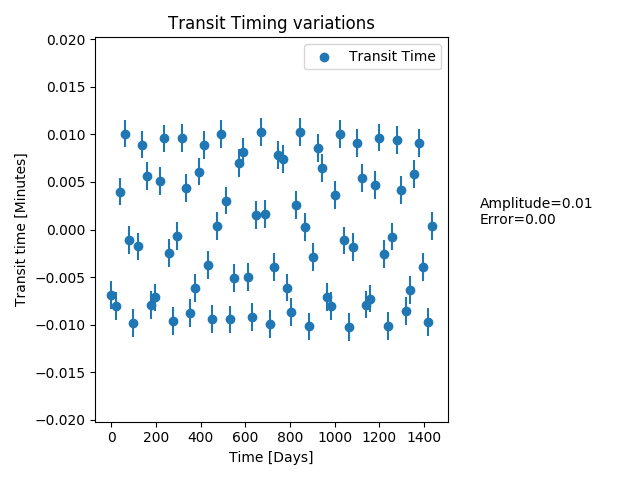 Transit Timing variations
Transit Time
0.020
0.015
0.010
0.005
0.000
−0.005
−0.010
−0.015
−0.020
Transit time [Minutes]
Amplitude=0.01
Error=0.00
0 200 400 600 800 1000 1200 1400
Time [Days]